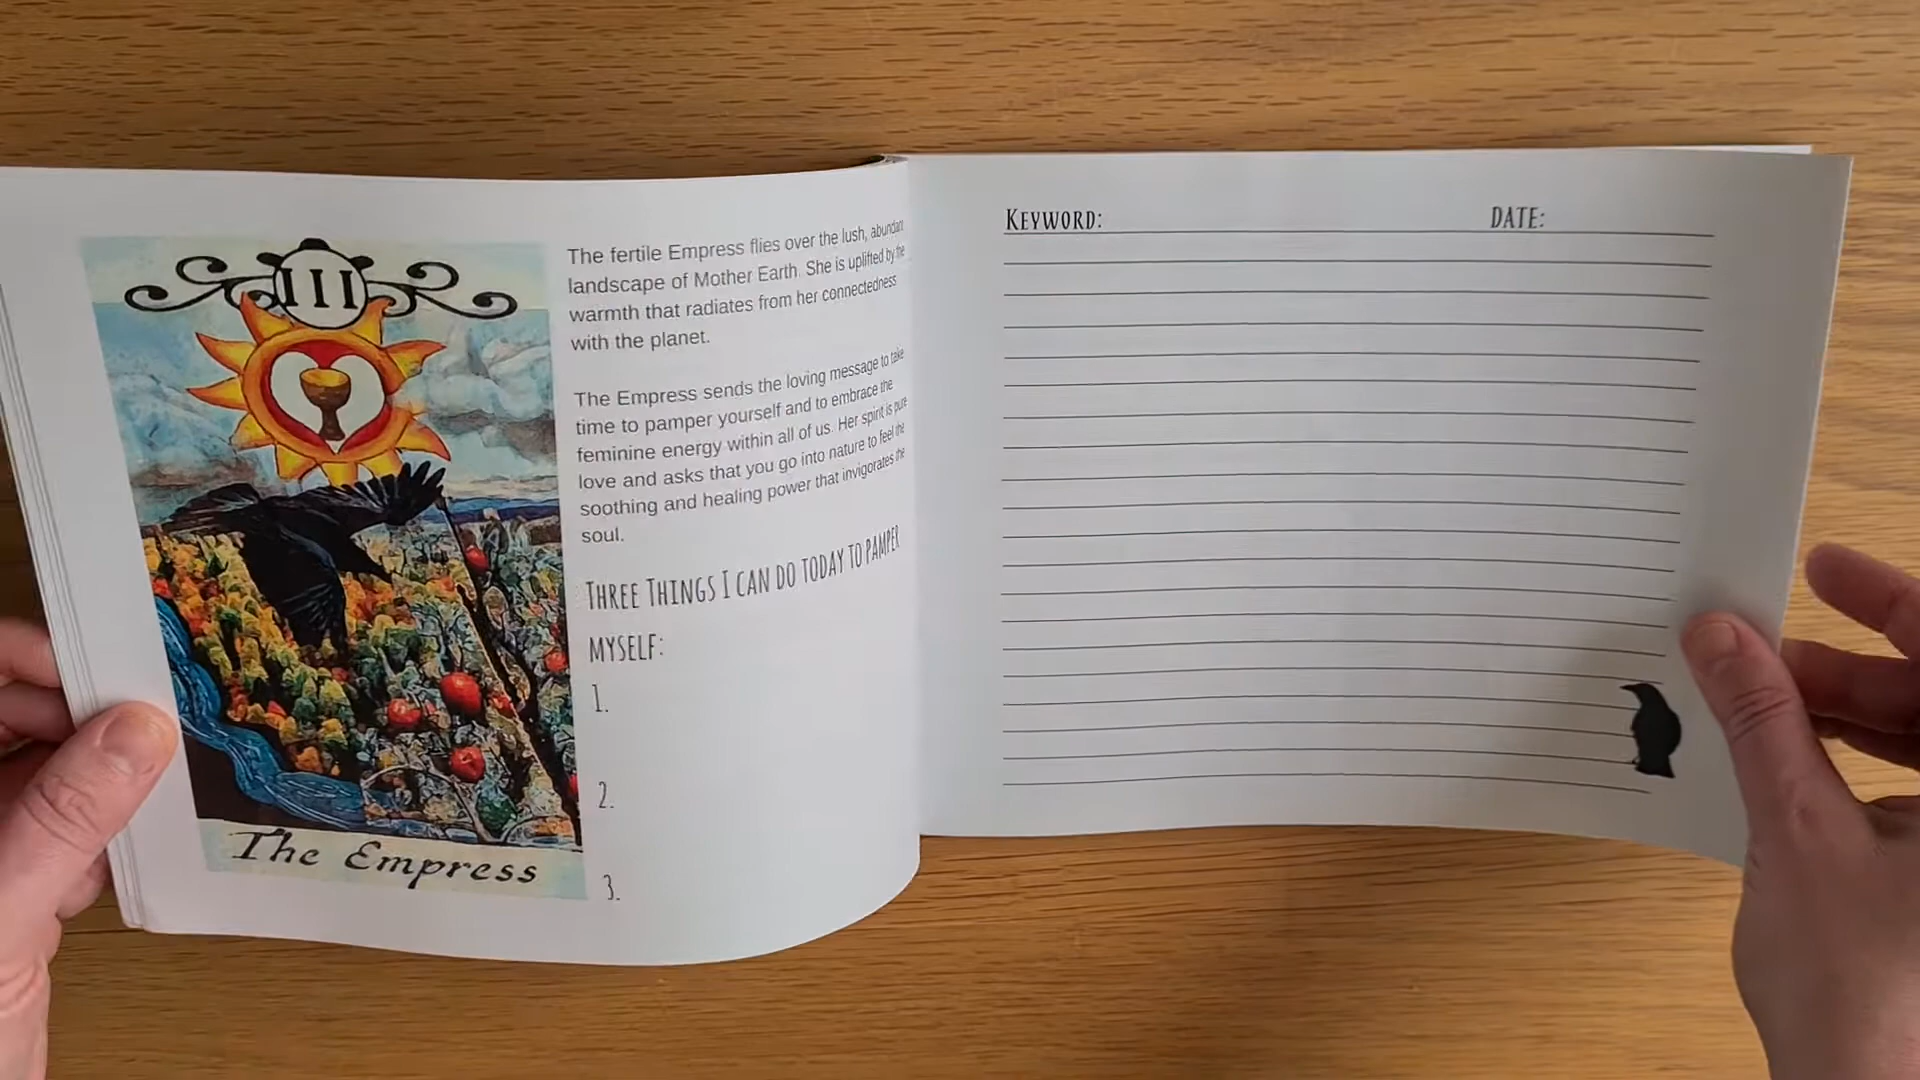 III
The Empress
The fertile Empress flies over the lush, abundant
landscape of Mother Earth. She is uplifted by the
warmth that radiates from her connectedness
with the planet.
The Empress sends the loving message to take
time to pamper yourself and to embrace the
feminine energy within all of us. Her spirit is pure
love and asks that you go into nature to feel the
soothing and healing power that invigorates the
soul.
THREE THINGS I CAN DO TODAY TO PAMPER
MYSELF:
1.
2.
3.
KEYWORD: DATE: